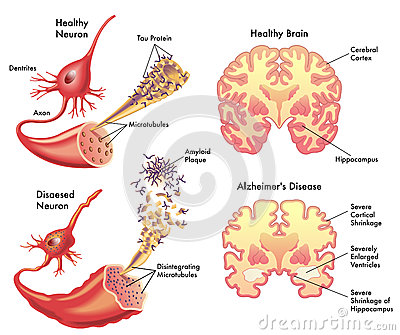 Healthy
Neuron
Tau Protein
Dentrites
Axon
Microtubules
Healthy Brain
Cerebral
Cortex
Hippocampus
Amyloid
Plaque
Disaesed
Neuron
Disintegrating
Microtubules
Alzheimer's Disease
Severe
Cortical
Shrinkage
Severely
Enlarged
Ventricles
Severe
Shrinkage of
Hippocampus
dreamstime.com